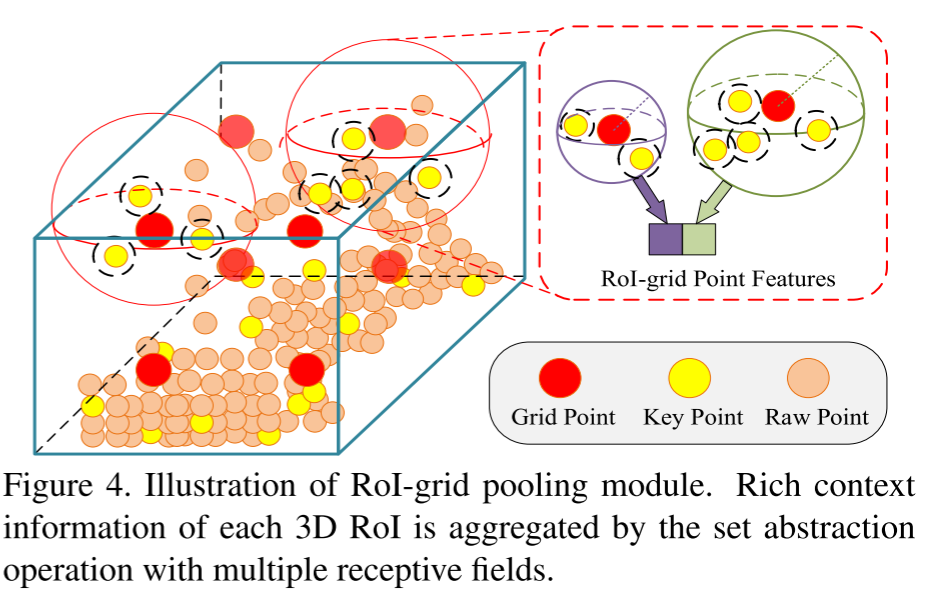 RoI-grid Point Features
Grid Point Key Point Raw Point
Figure 4. Illustration of RoI-grid pooling module. Rich context
information of each 3D RoI is aggregated by the set abstraction
operation with multiple receptive fields.